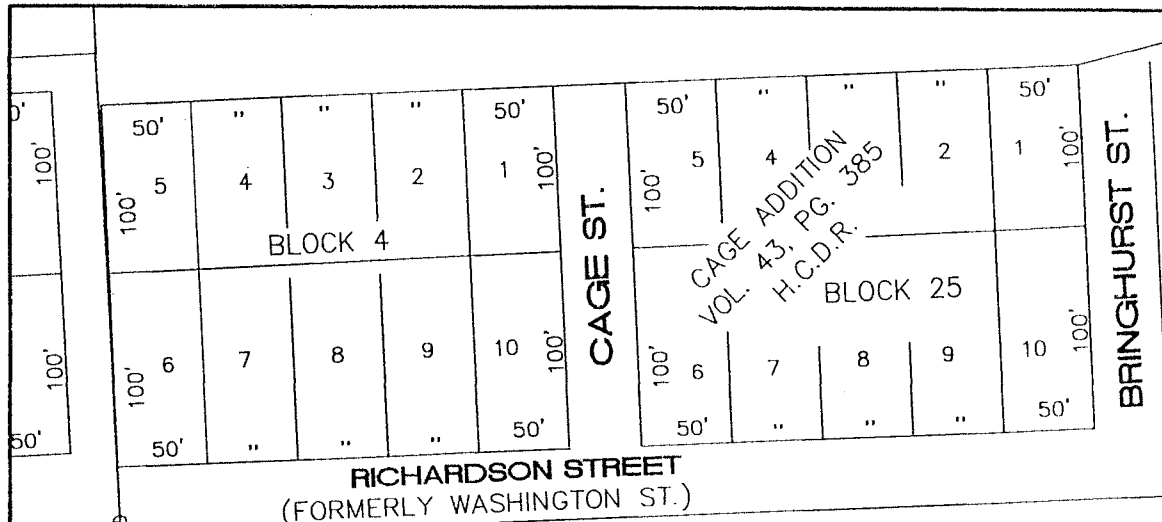 0'
100'
100'
50'
50' " " " 50'
100' 5 4 3 2 1 100'
BLOCK 4
100' 6 7 8 9 10 100'
50' " " " 50'
CAGE ST.
50' " " " 50'
100' 5 4 2 1 100'
CAGE ADDITION
VOL. 43, PG. 385
H.C.D.R.
BLOCK 25
100' 6 7 8 9 10 100'
50' " " " 50'
BRINGHURST ST.
RICHARDSON STREET
(FORMERLY WASHINGTON ST.)